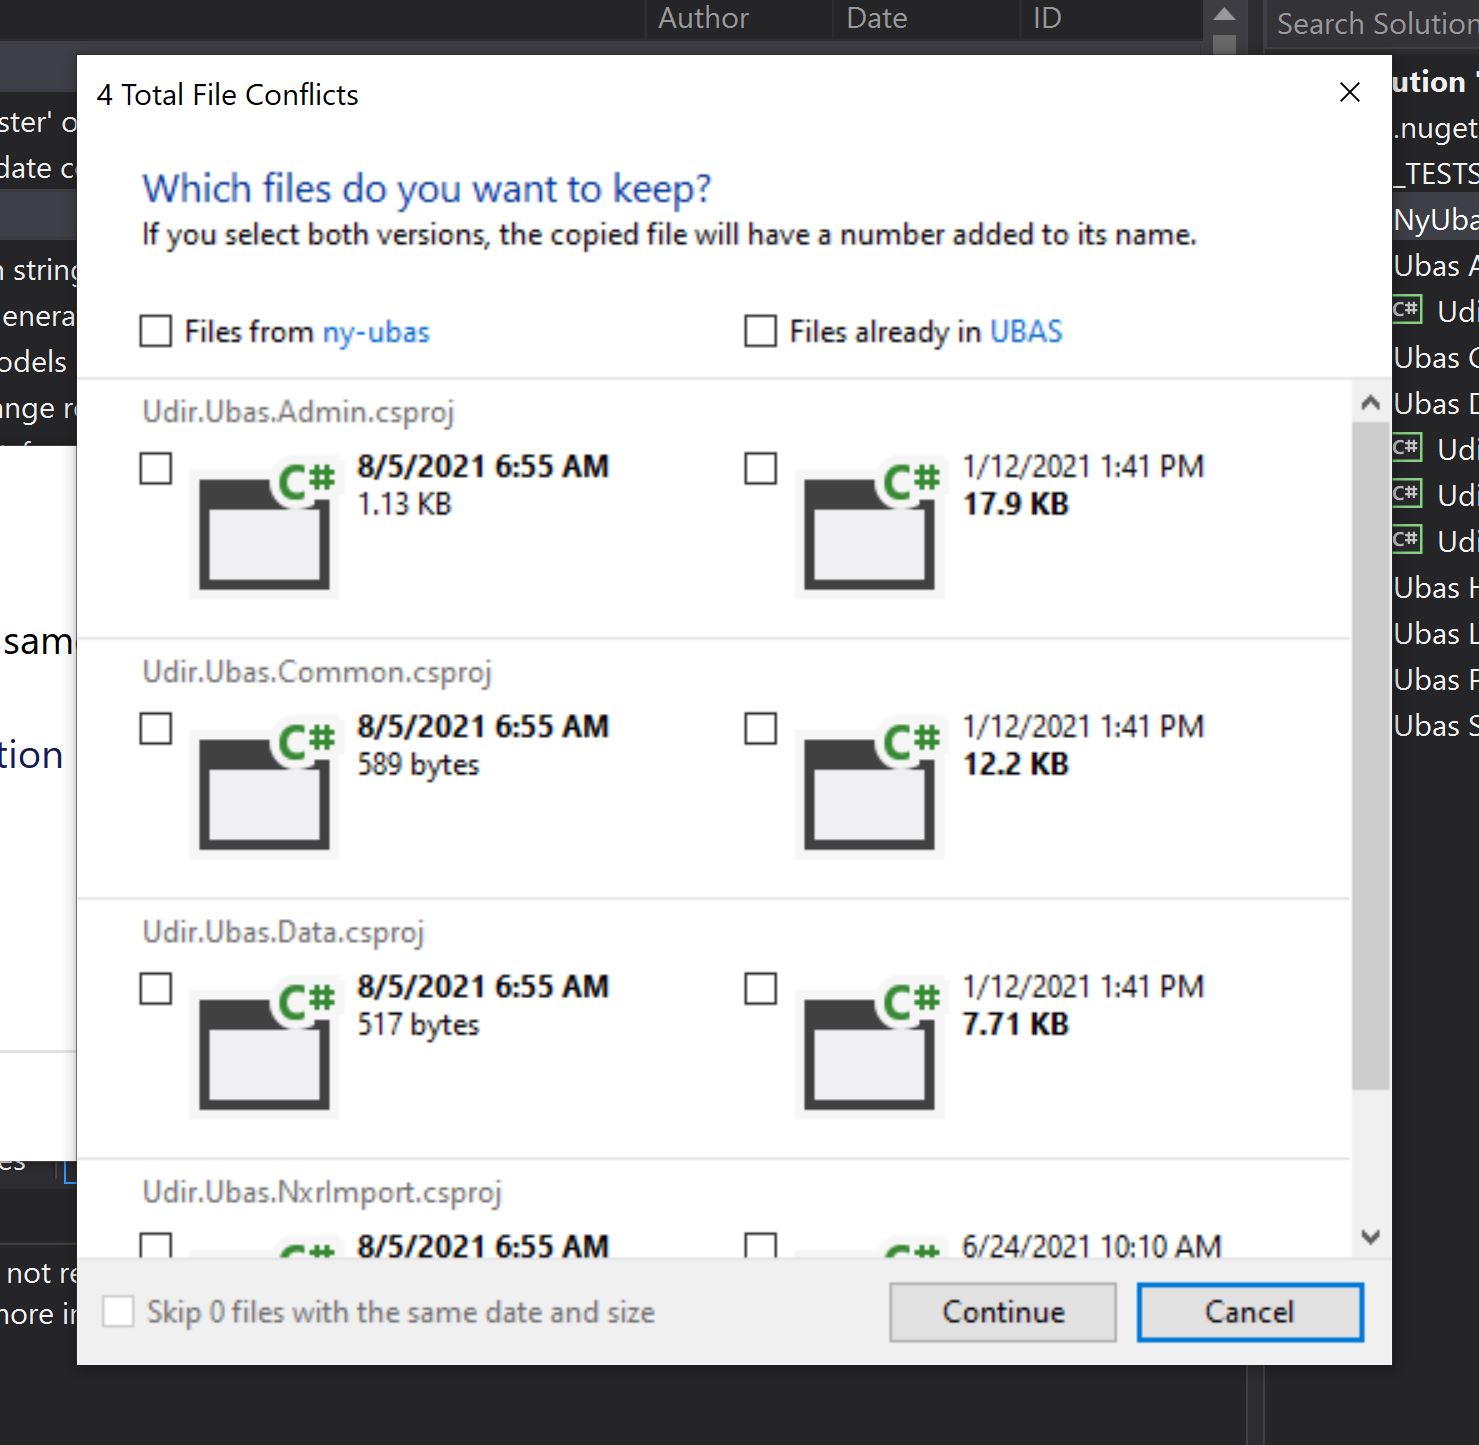 Author Date ID
Search Solution
4 Total File Conflicts
ution '
ster' o
.nuget
date c
_TESTS
Which files do you want to keep?
NyUba
If you select both versions, the copied file will have a number added to its name.
string
Ubas A
enera
Files from ny-ubas
Files already in UBAS
C# Udi
odels
Ubas C
ange re
Udir.Ubas.Admin.csproj
Ubas D
C# 8/5/2021 6:55 AM
C# 1/12/2021 1:41 PM
C# Udi
1.13 KB
17.9 KB
C# Udi
C# Udi
Ubas H
same
Ubas L
Udir.Ubas.Common.csproj
Ubas P
C# 8/5/2021 6:55 AM
C# 1/12/2021 1:41 PM
Ubas S
tion
589 bytes
12.2 KB
Udir.Ubas.Data.csproj
C# 8/5/2021 6:55 AM
C# 1/12/2021 1:41 PM
517 bytes
7.71 KB
es
Udir.Ubas.NxrImport.csproj
C# 8/5/2021 6:55 AM
C# 6/24/2021 10:10 AM
not re
more in
Skip 0 files with the same date and size
Continue
Cancel